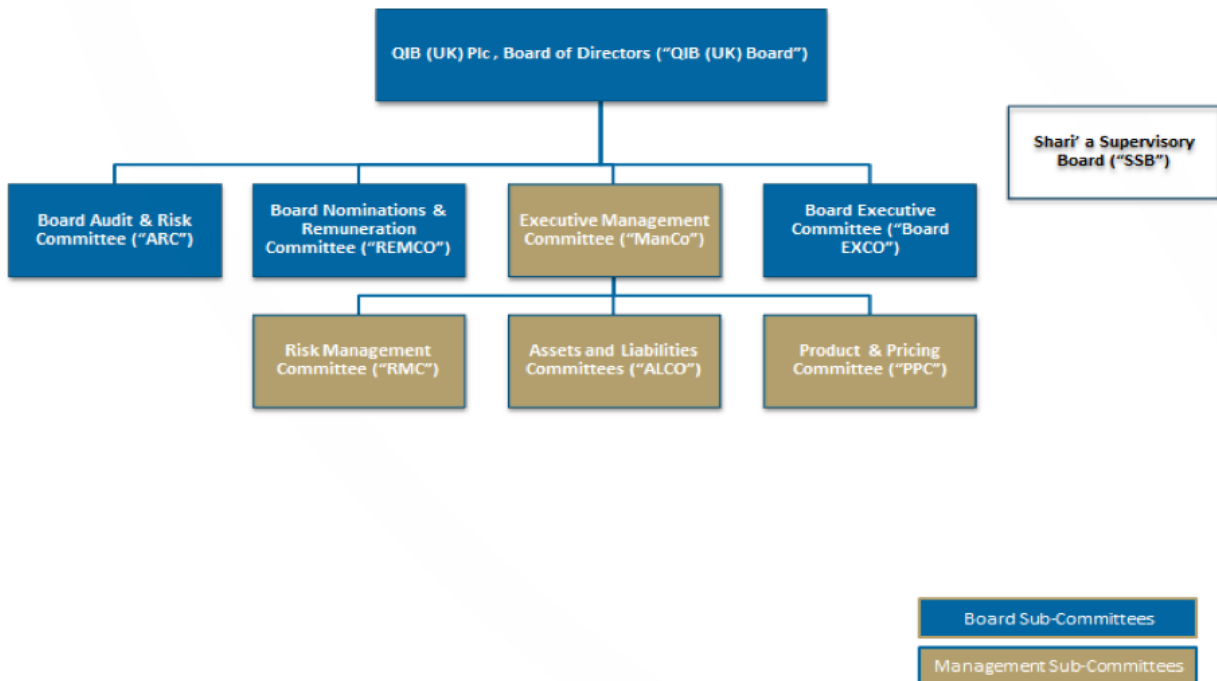 QIB (UK) Plc , Board of Directors (“QIB (UK) Board”)
Shari’ a Supervisory
Board (“SSB”)
Board Audit & Risk
Committee (“ARC”)
Board Nominations &
Remuneration
Committee (“REMCO”)
Executive Management
Committee (“ManCo”)
Board Executive
Committee (“Board
EXCO”)
Risk Management
Committee (“RMC”)
Assets and Liabilities
Committees (“ALCO”)
Product & Pricing
Committee (“PPC”)
Board Sub-Committees
Management Sub-Committees